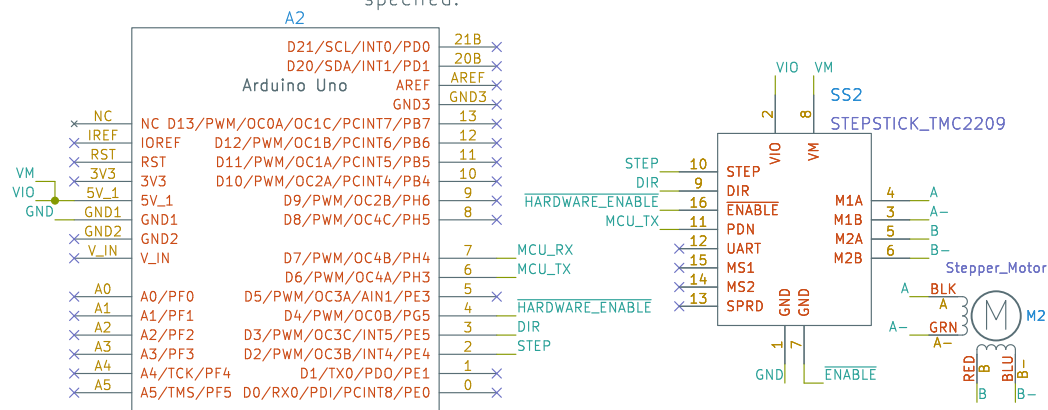 specified.
A2
D21/SCL/INT0/PD0 21B
D20/SDA/INT1/PD1 20B
Arduino Uno AREF AREF
GND3 GND3
NC NC D13/PWM/OC0A/OC1C/PCINT7/PB7 13
IREF IOREF D12/PWM/OC1B/PCINT6/PB6 12
RST RST D11/PWM/OC1A/PCINT5/PB5 11
VM 3V3 3V3 D10/PWM/OC2A/PCINT4/PB4 10
VIO 5V_1 5V_1 D9/PWM/OC2B/PH6 9
GND GND1 GND1 D8/PWM/OC4C/PH5 8
GND2 GND2
V_IN V_IN D7/PWM/OC4B/PH4 7 MCU_RX
D6/PWM/OC4A/PH3 6 MCU_TX
A0 A0/PF0 D5/PWM/OC3A/AIN1/PE3 5
A1 A1/PF1 D4/PWM/OC0B/PG5 4 HARDWARE_ENABLE
A2 A2/PF2 D3/PWM/OC3C/INT5/PE5 3 DIR
A3 A3/PF3 D2/PWM/OC3B/INT4/PE4 2 STEP
A4 A4/TCK/PF4 D1/TX0/PDO/PE1 1
A5 A5/TMS/PF5 D0/RX0/PDI/PCINT8/PE0 0
VIO VM
2 8
SS2
STEPSTICK_TMC2209
VIO VM
STEP 10 STEP
DIR 9 DIR
HARDWARE_ENABLE 16 ENABLE
MCU_TX 11 PDN
12 UART
15 MS1
14 MS2
13 SPRD
M1A 4 A
M1B 3 A-
M2A 5 B
M2B 6 B-
GND GND
1 7
GND ENABLE
Stepper_Motor
A BLK
A
M
M2
A- GRN
A-
RED B BLU B-
B B-